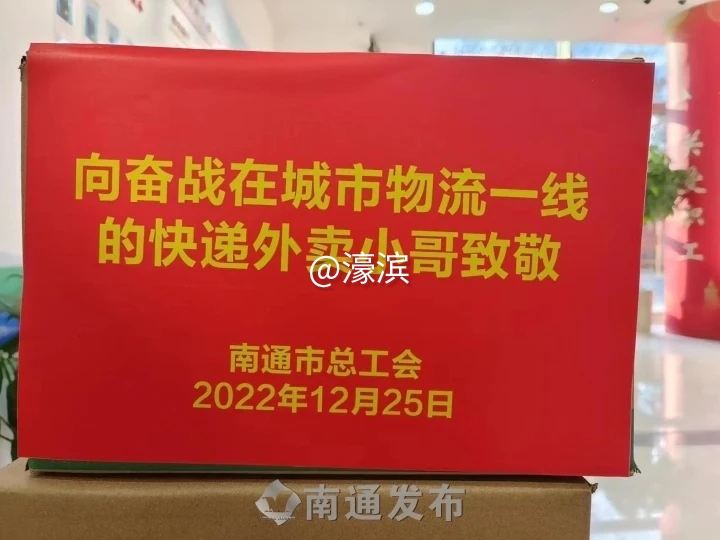 向奋战在城市物流一线
的快递外卖小哥致敬
@濠滨
南通市总工会
2022年12月25日
职工
南通发布